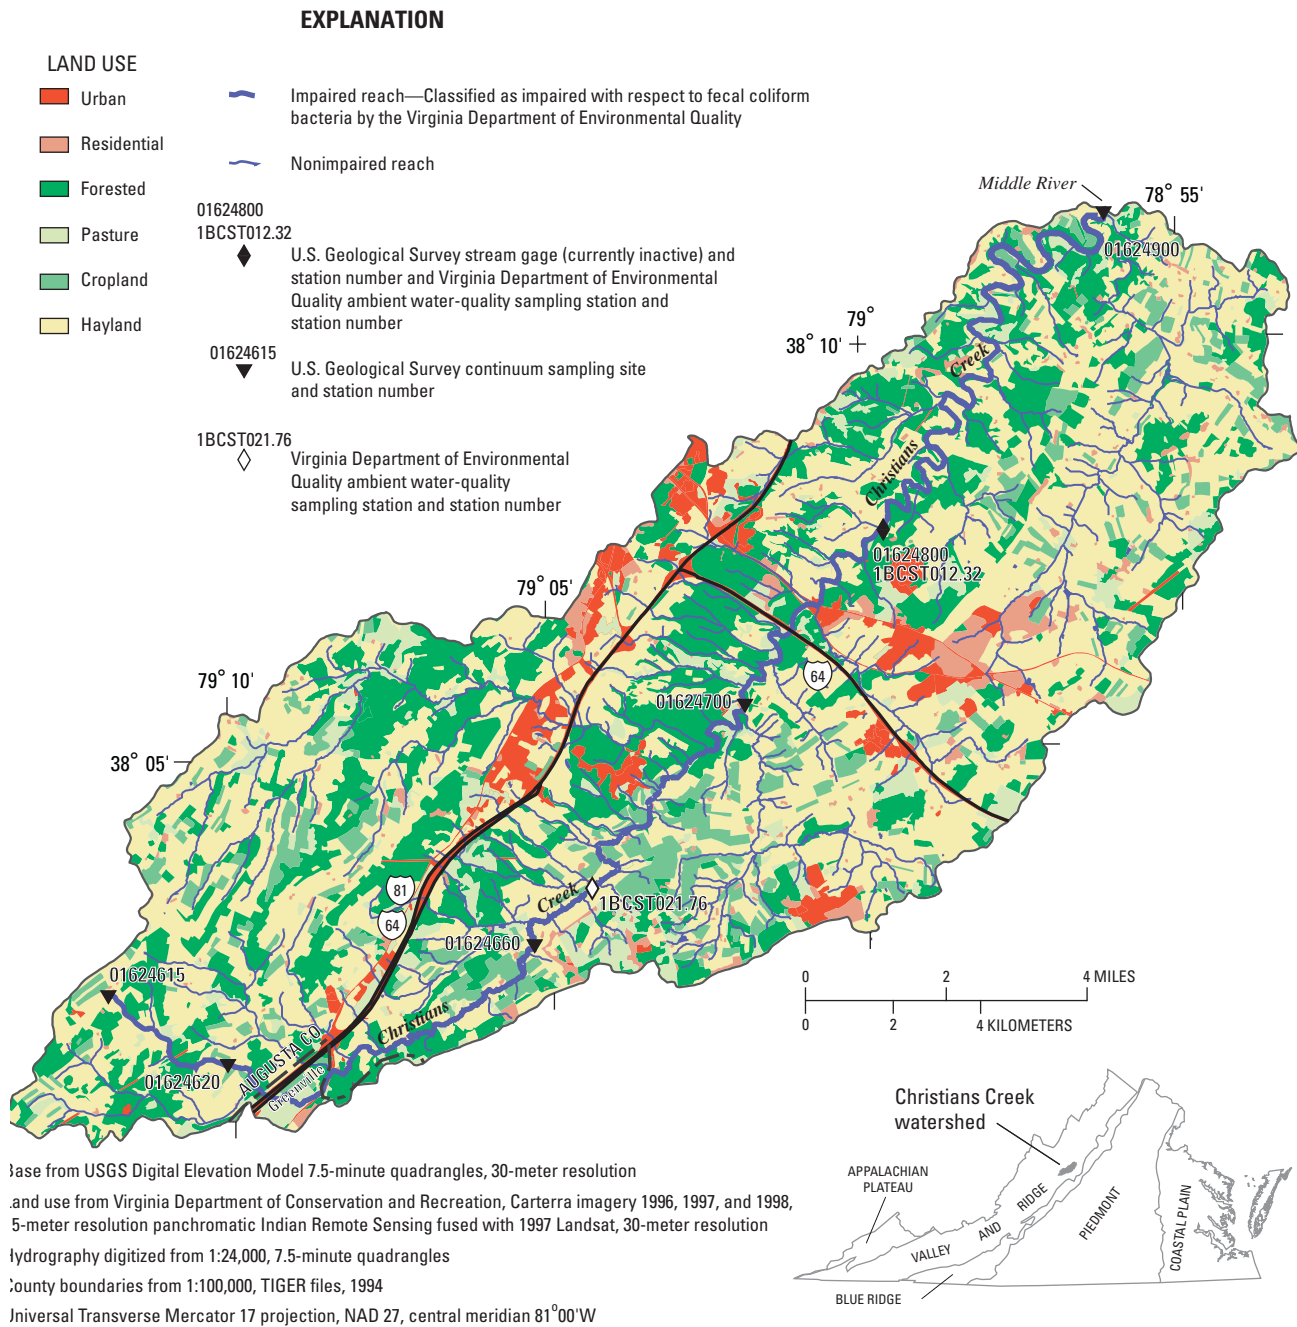 EXPLANATION
LAND USE
Urban
Residential
Forested
Pasture
Cropland
Hayland
Impaired reach—Classified as impaired with respect to fecal coliform
bacteria by the Virginia Department of Environmental Quality
Nonimpaired reach
01624800
1BCST012.32
U.S. Geological Survey stream gage (currently inactive) and
station number and Virginia Department of Environmental
Quality ambient water-quality sampling station and
station number
01624615
U.S. Geological Survey continuum sampling site
and station number
1BCST021.76
Virginia Department of Environmental
Quality ambient water-quality
sampling station and station number
Middle River
78° 55'
01624900
79°
38° 10'
Creek
Christians
01624800
1BCST012.32
79° 05'
64
79° 10'
01624700
38° 05'
81
64
Creek
1BCST021.76
01624660
01624615
Christians
AUGUSTA CO
01624620
Greenville
0 2 4 MILES
0 2 4 KILOMETERS
Christians Creek
watershed
APPALACHIAN
PLATEAU
VALLEY AND RIDGE
PIEDMONT
COASTAL PLAIN
BLUE RIDGE
Base from USGS Digital Elevation Model 7.5-minute quadrangles, 30-meter resolution
Land use from Virginia Department of Conservation and Recreation, Carterra imagery 1996, 1997, and 1998,
5-meter resolution panchromatic Indian Remote Sensing fused with 1997 Landsat, 30-meter resolution
Hydrography digitized from 1:24,000, 7.5-minute quadrangles
County boundaries from 1:100,000, TIGER files, 1994
Universal Transverse Mercator 17 projection, NAD 27, central meridian 81°00'W